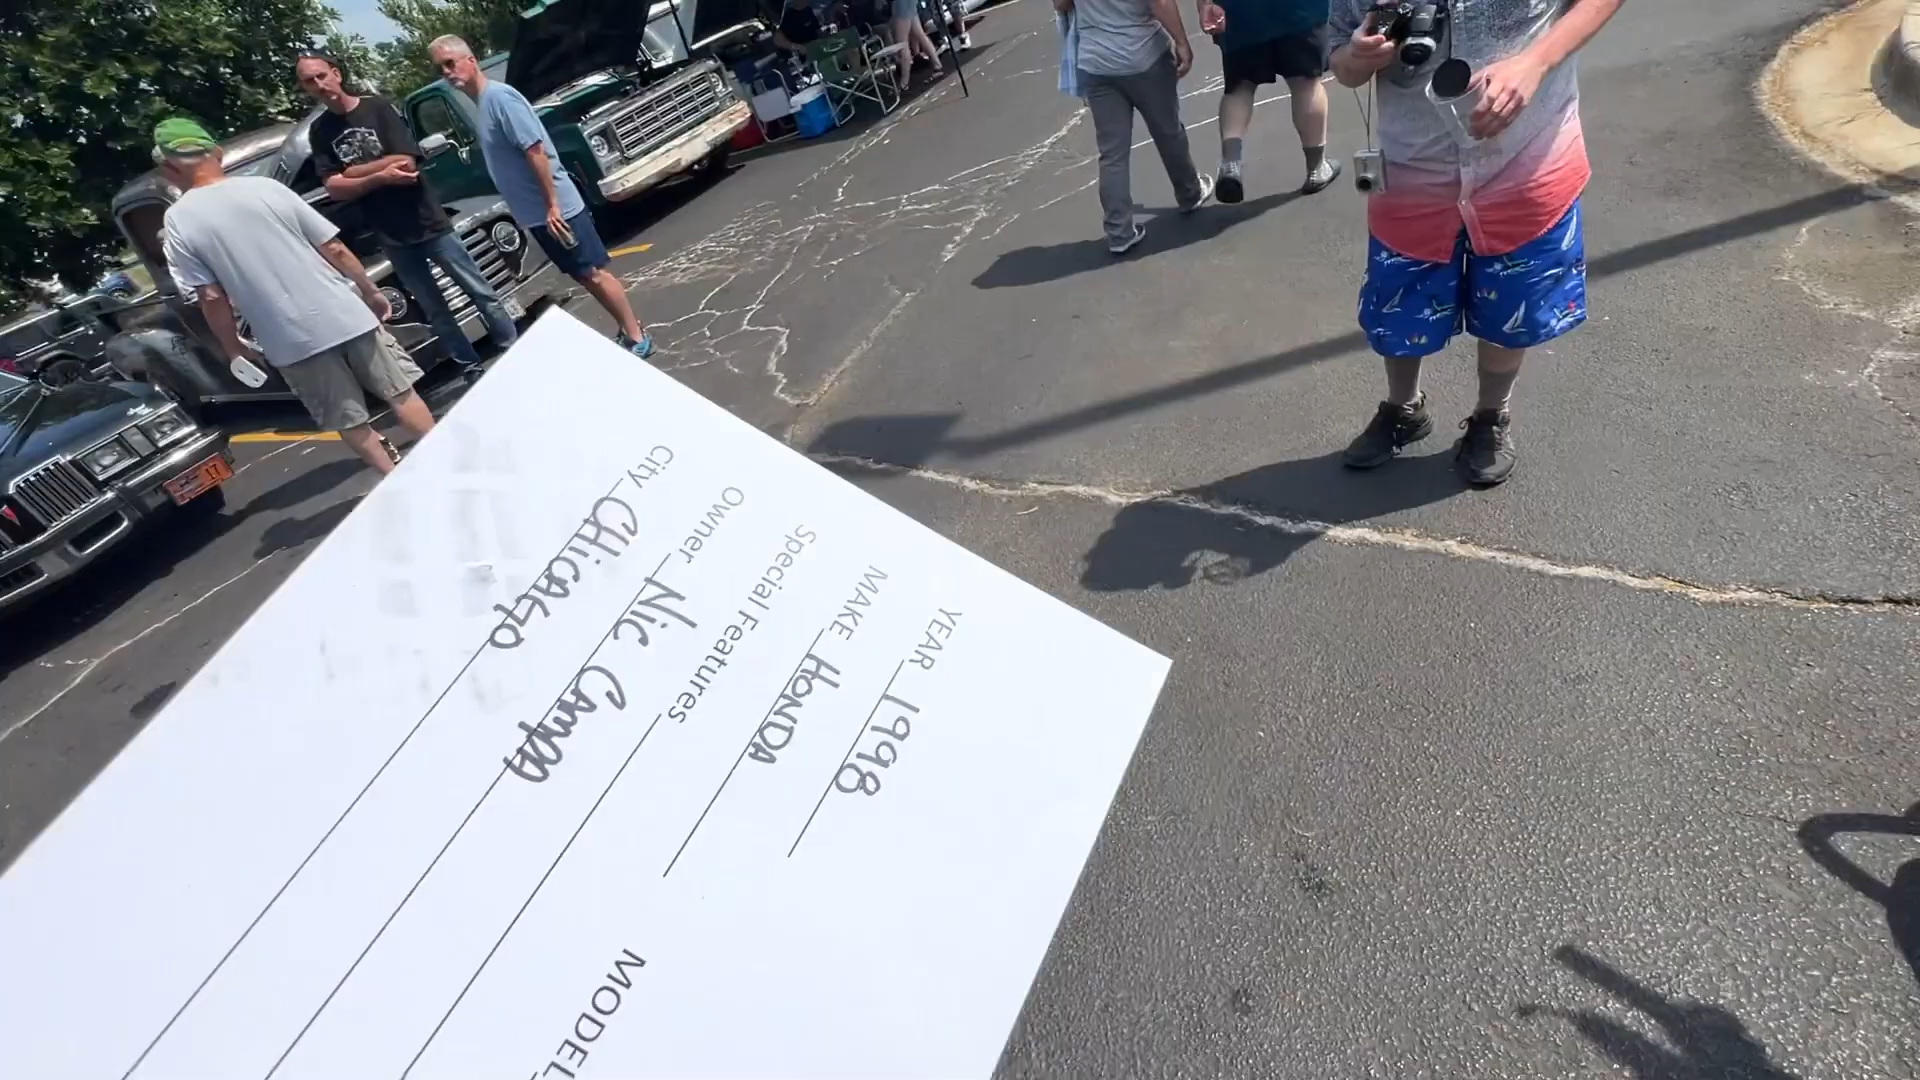 YEAR 1998
MAKE HONDA MODEL
Special Features
Owner Nic Campa
City CHiCAGO